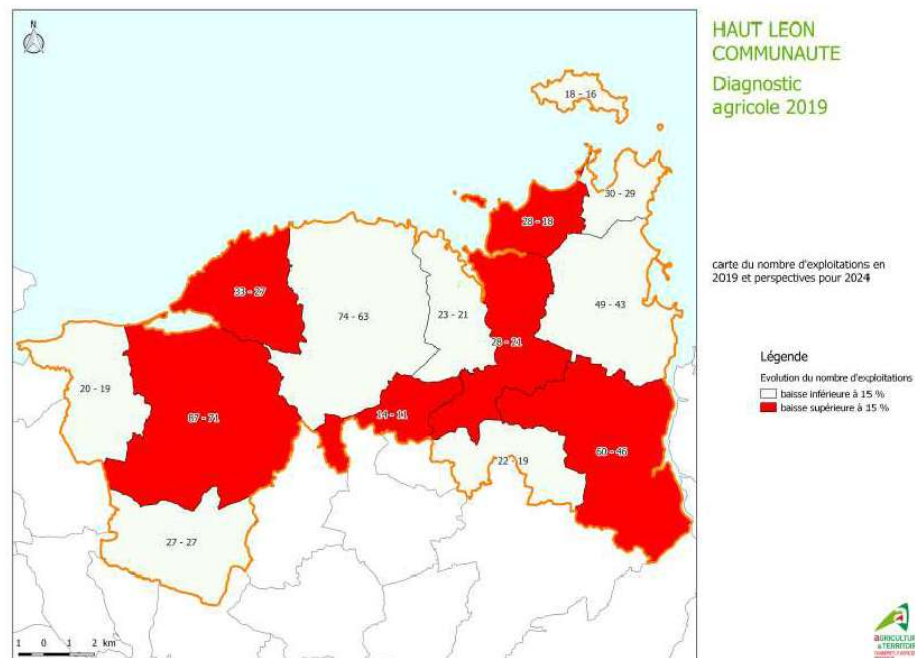 HAUT LEON
COMMUNAUTE
Diagnostic
agricole 2019
N
18 - 16
30 - 29
28 - 18
33 - 27
74 - 63
23 - 21
49 - 43
28 - 21
20 - 19
87 - 71
14 - 11
22 - 19
60 - 46
27 - 27
carte du nombre d'exploitations en
2019 et perspectives pour 2024
Légende
Evolution du nombre d'exploitations
baisse inférieure à 15 %
baisse supérieure à 15 %
1 0 1 2 km
AGRICULTURES
& TERRITOIRES